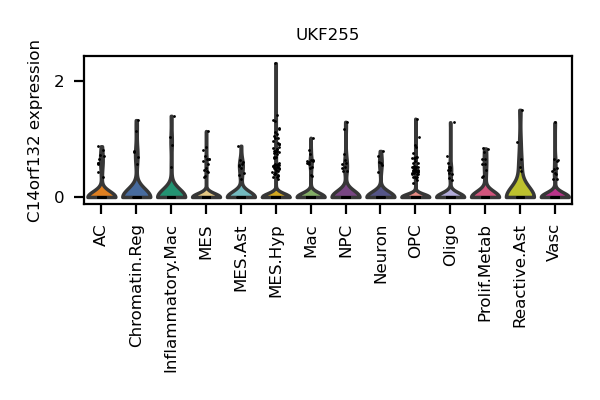 UKF255
C14orf132 expression
2
0
AC
Chromatin.Reg
Inflammatory.Mac
MES
MES.Ast
MES.Hyp
Mac
NPC
Neuron
OPC
Oligo
Prolif.Metab
Reactive.Ast
Vasc